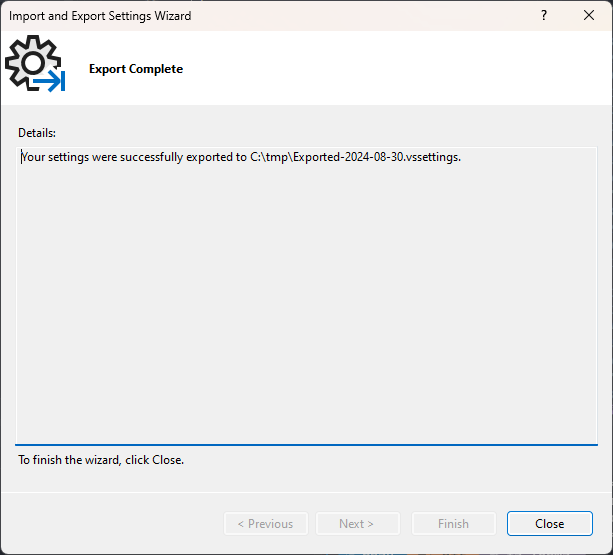 Import and Export Settings Wizard
?
Export Complete
Details:
Your settings were successfully exported to C:\tmp\Exported-2024-08-30.vssettings.
To finish the wizard, click Close.
< Previous Next > Finish Close